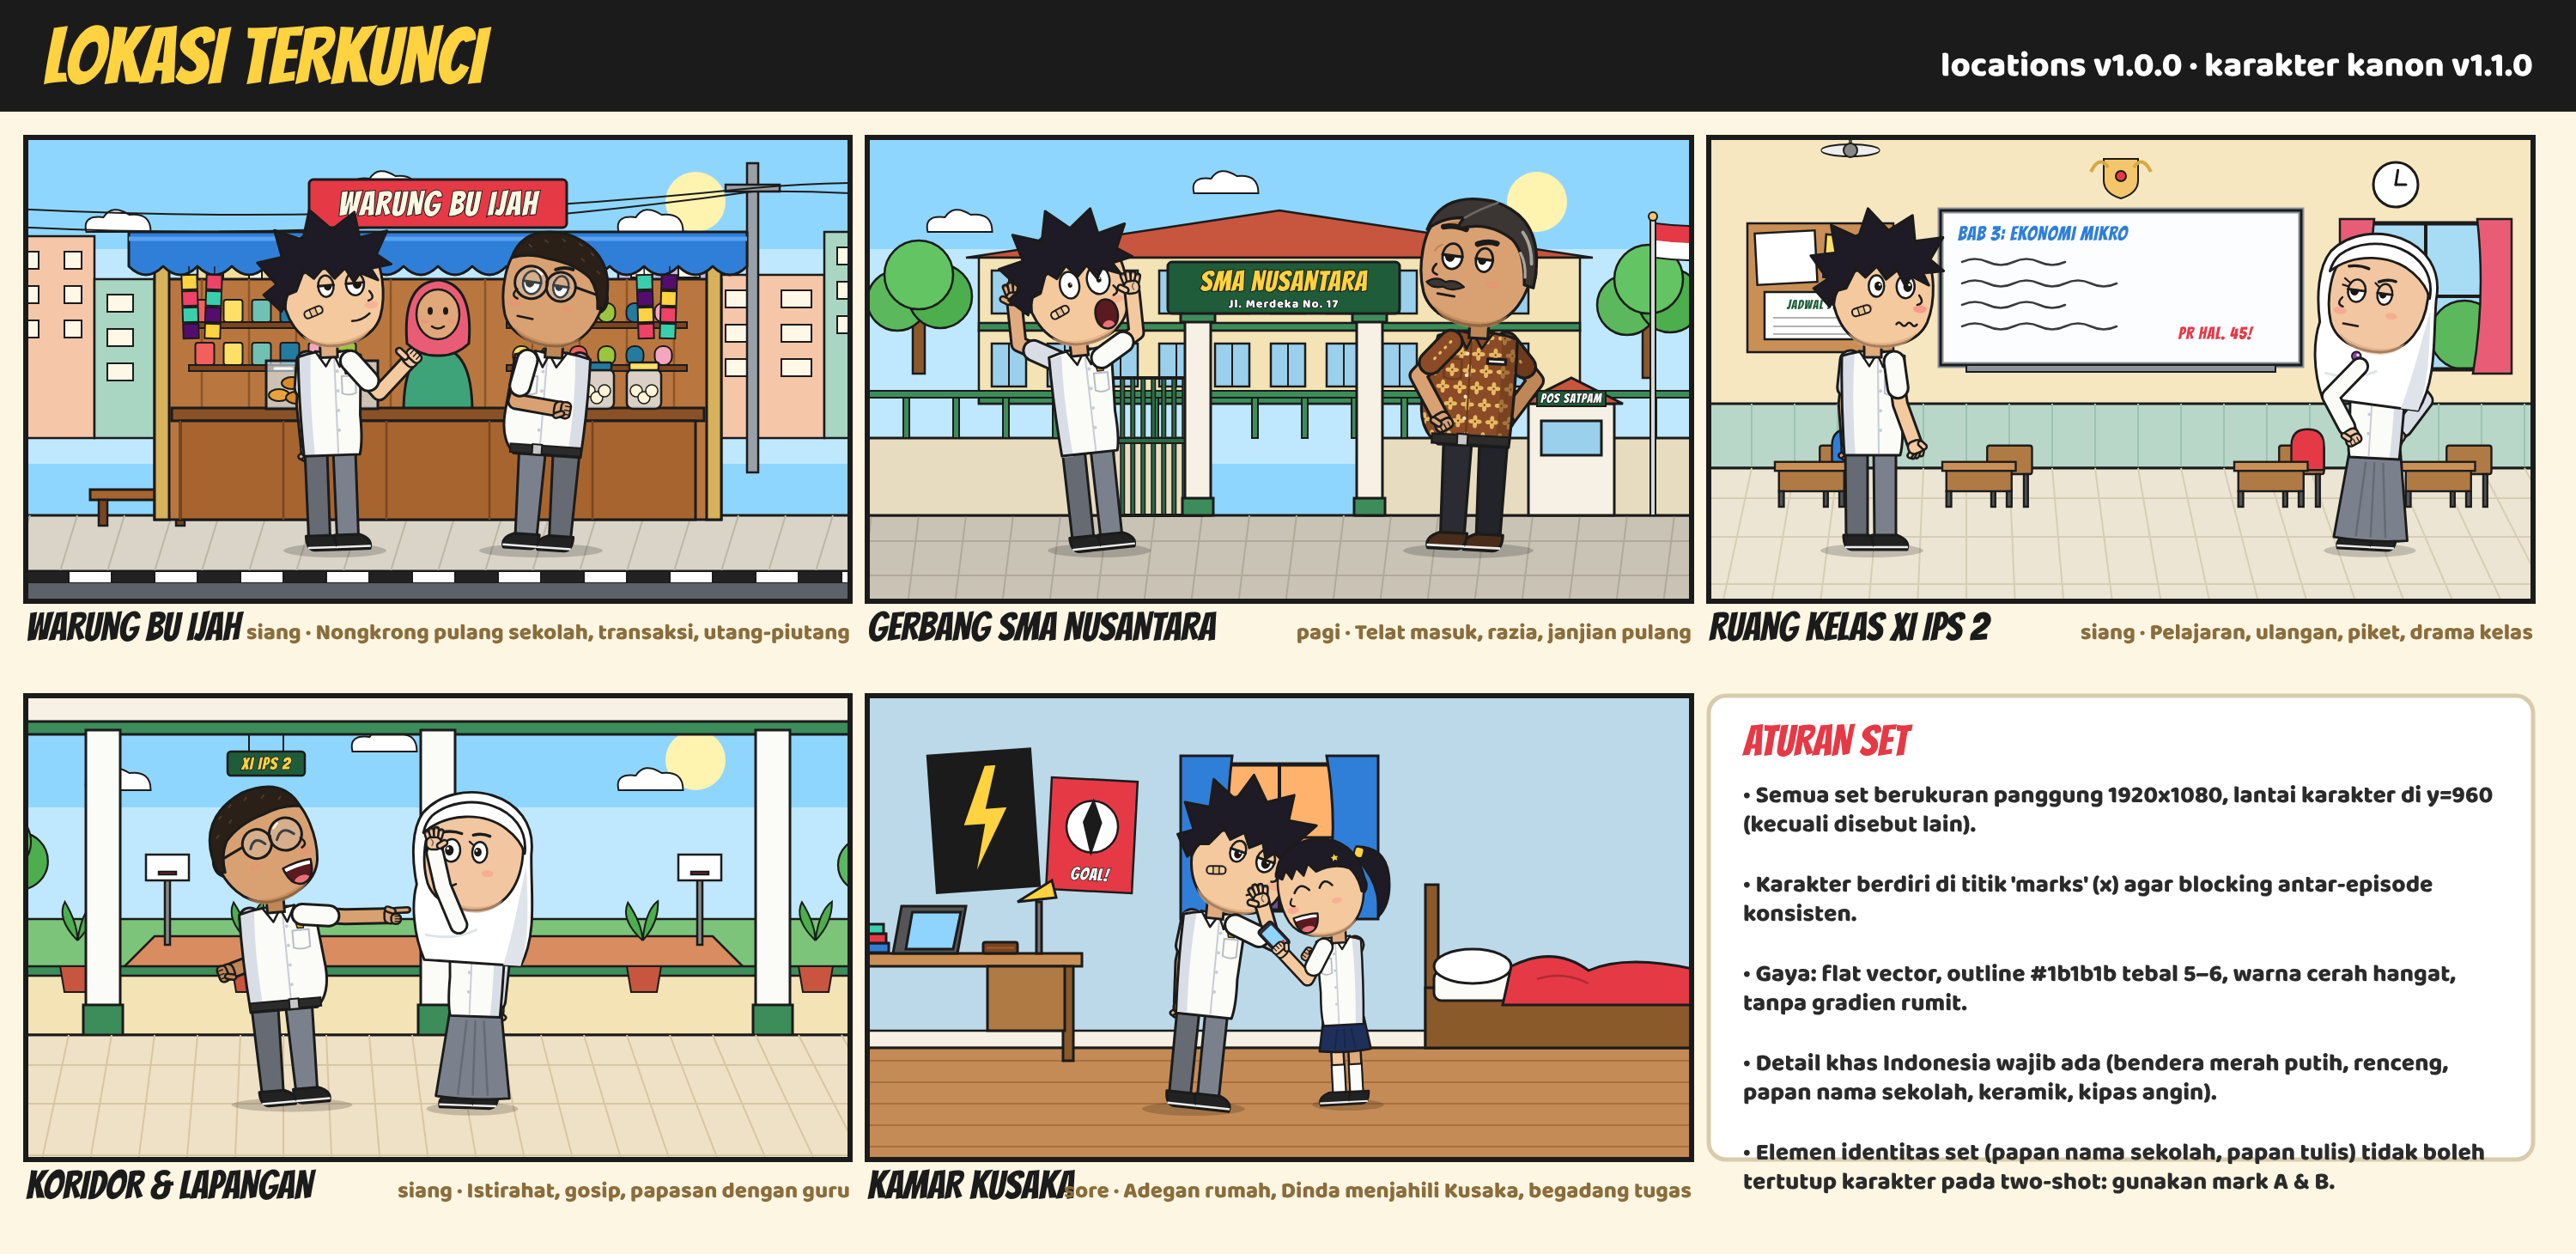 LOKASI TERKUNCI
locations v1.0.0 · karakter kanon v1.1.0
WARUNG BU IJAH
SMA NUSANTARA
Jl. Merdeka No. 17
POS SATPAM
JADWAL
BAB 3: EKONOMI MIKRO
PR HAL. 45!
WARUNG BU IJAH siang · Nongkrong pulang sekolah, transaksi, utang-piutang
GERBANG SMA NUSANTARA pagi · Telat masuk, razia, janjian pulang
RUANG KELAS XI IPS 2 siang · Pelajaran, ulangan, piket, drama kelas
XI IPS 2
GOAL!
KORIDOR & LAPANGAN siang · Istirahat, gosip, papasan dengan guru
KAMAR KUSAKA sore · Adegan rumah, Dinda menjahili Kusaka, begadang tugas
ATURAN SET
• Semua set berukuran panggung 1920x1080, lantai karakter di y=960
(kecuali disebut lain).
• Karakter berdiri di titik 'marks' (x) agar blocking antar-episode
konsisten.
• Gaya: flat vector, outline #1b1b1b tebal 5–6, warna cerah hangat,
tanpa gradien rumit.
• Detail khas Indonesia wajib ada (bendera merah putih, renceng,
papan nama sekolah, keramik, kipas angin).
• Elemen identitas set (papan nama sekolah, papan tulis) tidak boleh
tertutup karakter pada two-shot: gunakan mark A & B.